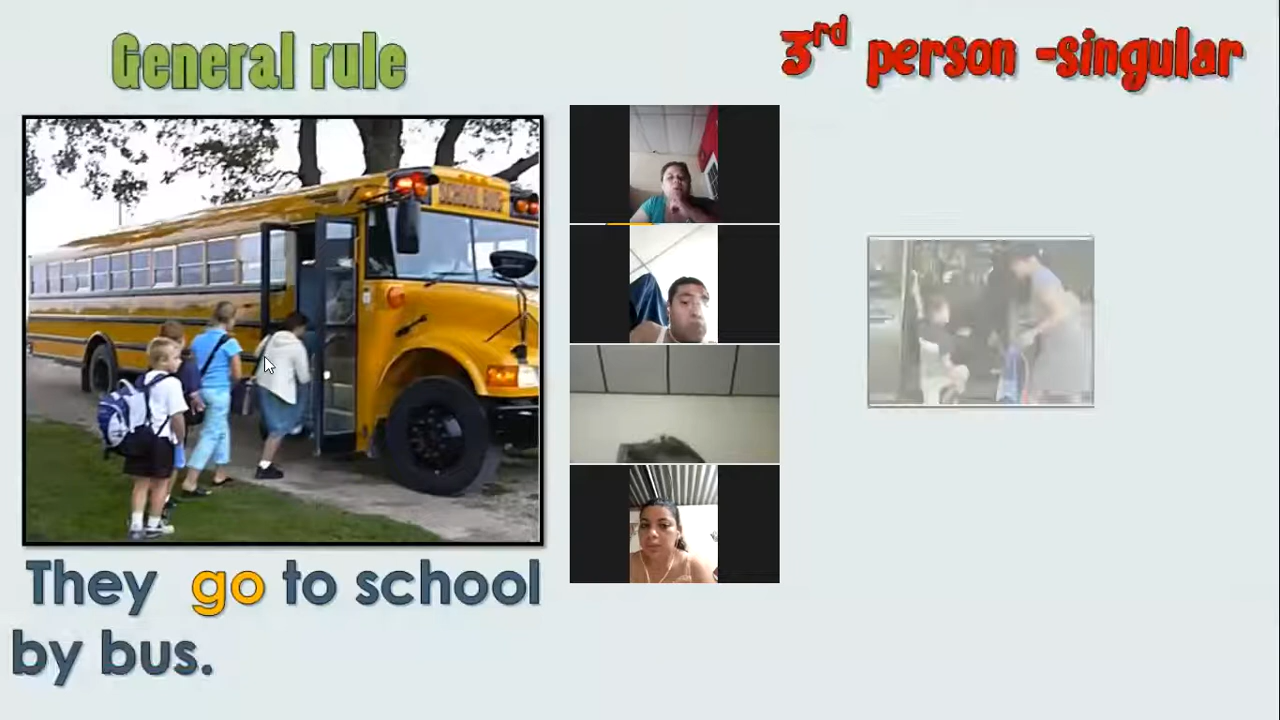 General rule
3rd person -singular
SCHOOL BUS
They go to school
by bus.